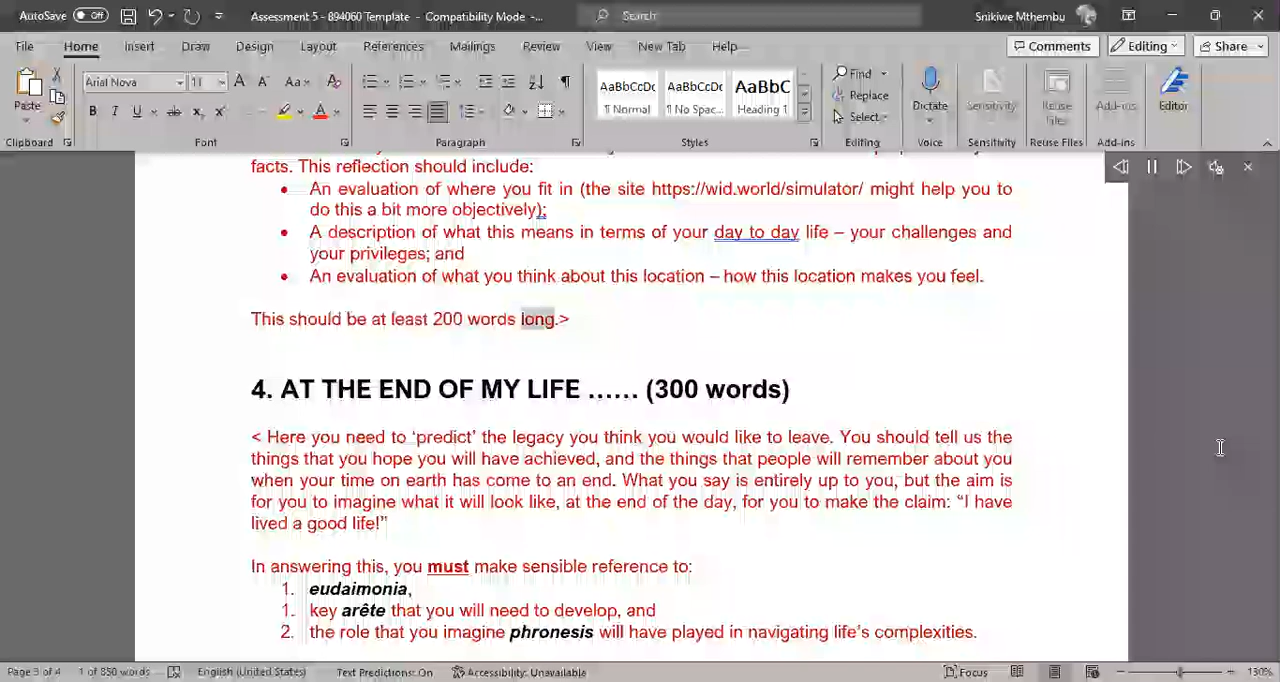 AutoSave Off Assessment 5 - 894060 Template - Compatibility Mode -... Search Snikiwe Mthembu
File Home Insert Draw Design Layout References Mailings Review View New Tab Help Comments Editing Share
Paste Arial Nova 11 A A Aa A AaBbCcDc AaBbCcDc AaBbC Find Replace Select Dictate Sensitivity Reuse Files Add-ins Editor
B I U ab x x A ¶ Normal ¶ No Spac... Heading 1
Clipboard Font Paragraph Styles Editing Voice Sensitivity Reuse Files Add-ins
facts. This reflection should include:
• An evaluation of where you fit in (the site https://wid.world/simulator/ might help you to
do this a bit more objectively);
• A description of what this means in terms of your day to day life – your challenges and
your privileges; and
• An evaluation of what you think about this location – how this location makes you feel.
This should be at least 200 words long.>
4. AT THE END OF MY LIFE …… (300 words)
< Here you need to ‘predict’ the legacy you think you would like to leave. You should tell us the
things that you hope you will have achieved, and the things that people will remember about you
when your time on earth has come to an end. What you say is entirely up to you, but the aim is
for you to imagine what it will look like, at the end of the day, for you to make the claim: “I have
lived a good life!”
In answering this, you must make sensible reference to:
1. eudaimonia,
1. key arête that you will need to develop, and
2. the role that you imagine phronesis will have played in navigating life’s complexities.
Page 3 of 4 1 of 850 words English (United States) Text Predictions: On Accessibility: Unavailable Focus 130%